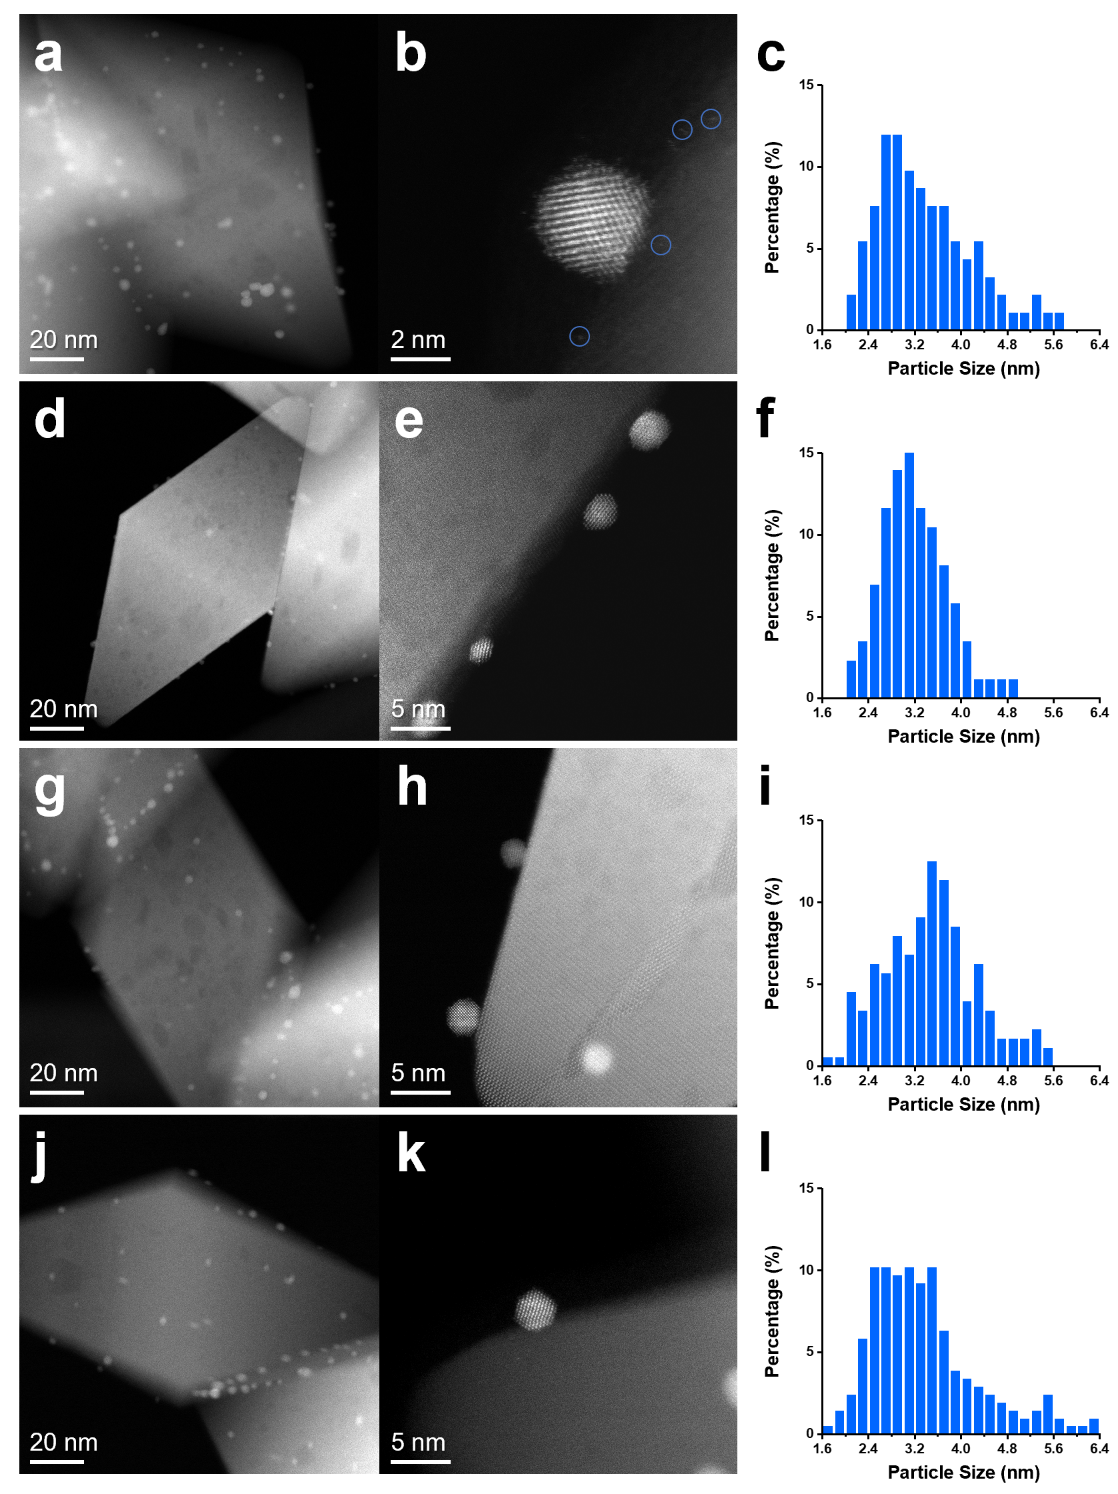 a
20 nm
b
2 nm
c
Percentage (%)
15
10
5
0
1.6 2.4 3.2 4.0 4.8 5.6 6.4
Particle Size (nm)
d
20 nm
e
5 nm
f
Percentage (%)
15
10
5
0
1.6 2.4 3.2 4.0 4.8 5.6 6.4
Particle Size (nm)
g
20 nm
h
5 nm
i
Percentage (%)
15
10
5
0
1.6 2.4 3.2 4.0 4.8 5.6 6.4
Particle Size (nm)
j
20 nm
k
5 nm
l
Percentage (%)
15
10
5
0
1.6 2.4 3.2 4.0 4.8 5.6 6.4
Particle Size (nm)